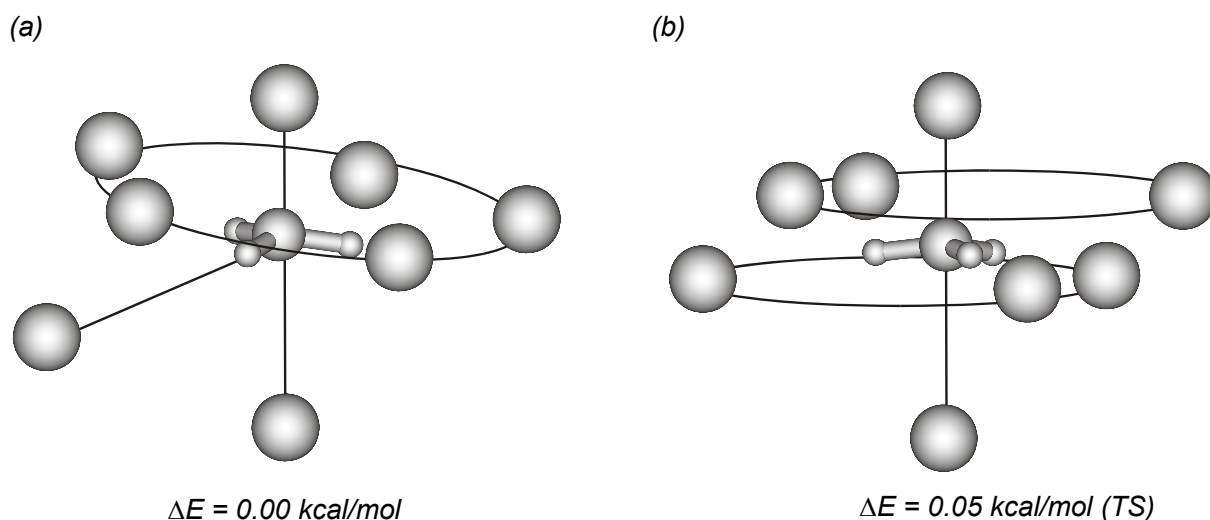 (a)
(b)
ΔE = 0.00 kcal/mol
ΔE = 0.05 kcal/mol (TS)